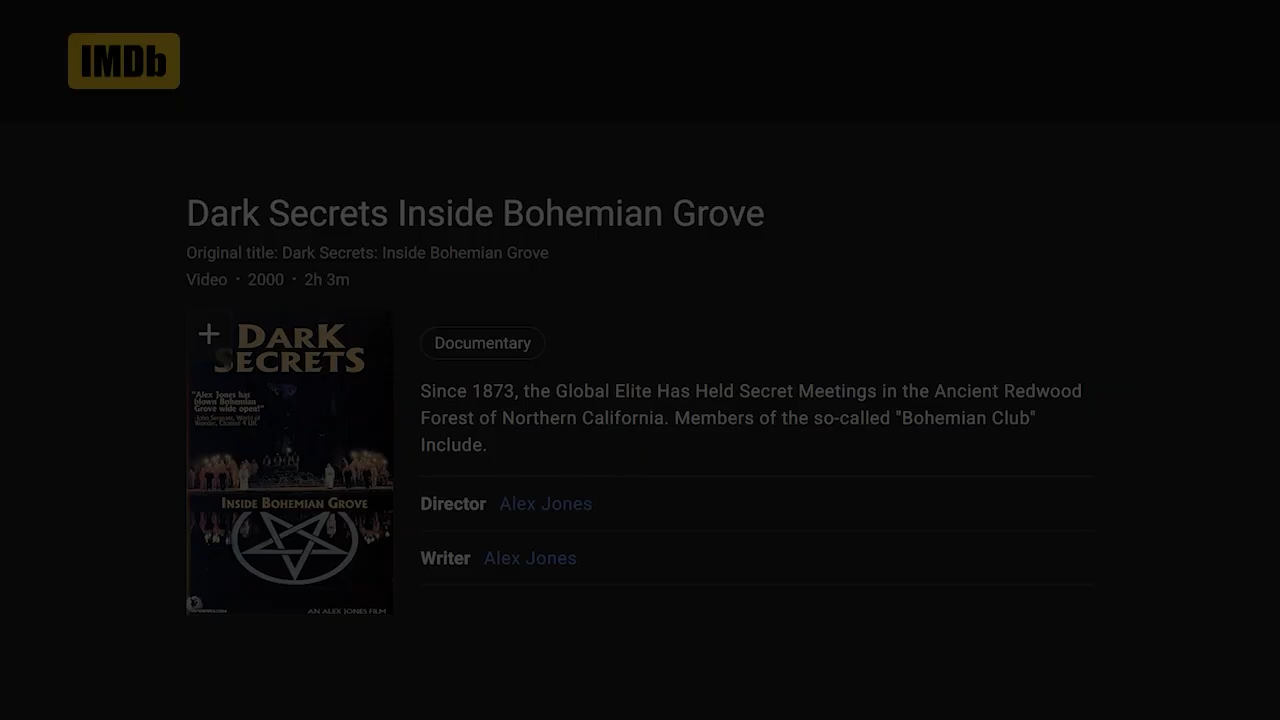 IMDb
Dark Secrets Inside Bohemian Grove
Original title: Dark Secrets: Inside Bohemian Grove
Video · 2000 · 2h 3m
+
DARK
SECRETS
"Alex Jones has
blown Bohemian
Grove wide open!"
INSIDE BOHEMIAN GROVE
AN ALEX JONES FILM
Documentary
Since 1873, the Global Elite Has Held Secret Meetings in the Ancient Redwood
Forest of Northern California. Members of the so-called "Bohemian Club"
Include.
Director Alex Jones
Writer Alex Jones